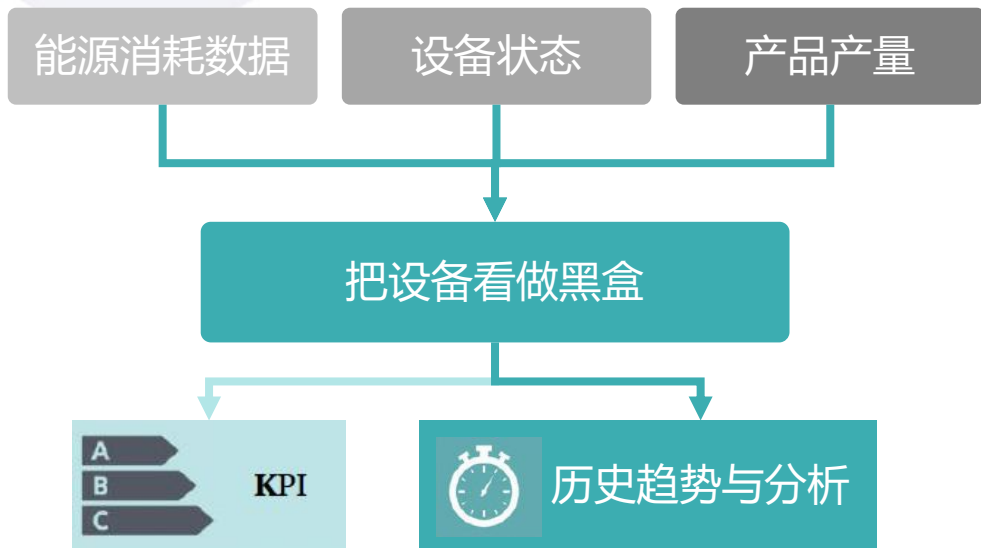 能源消耗数据
设备状态
产品产量
把设备看做黑盒
A
B
C
KPI
历史趋势与分析